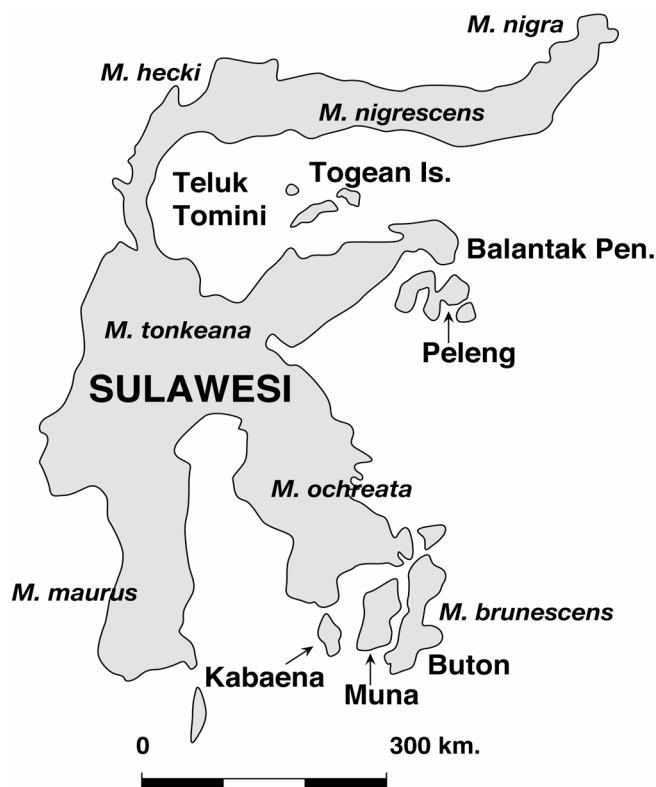 M. nigra
M. hecki
M. nigrescens
Togean Is.
Teluk
Tomini
Balantak Pen.
M. tonkeana
Peleng
SULAWESI
M. ochreata
M. maurus
M. brunescens
Buton
Kabaena
Muna
0 300 km.